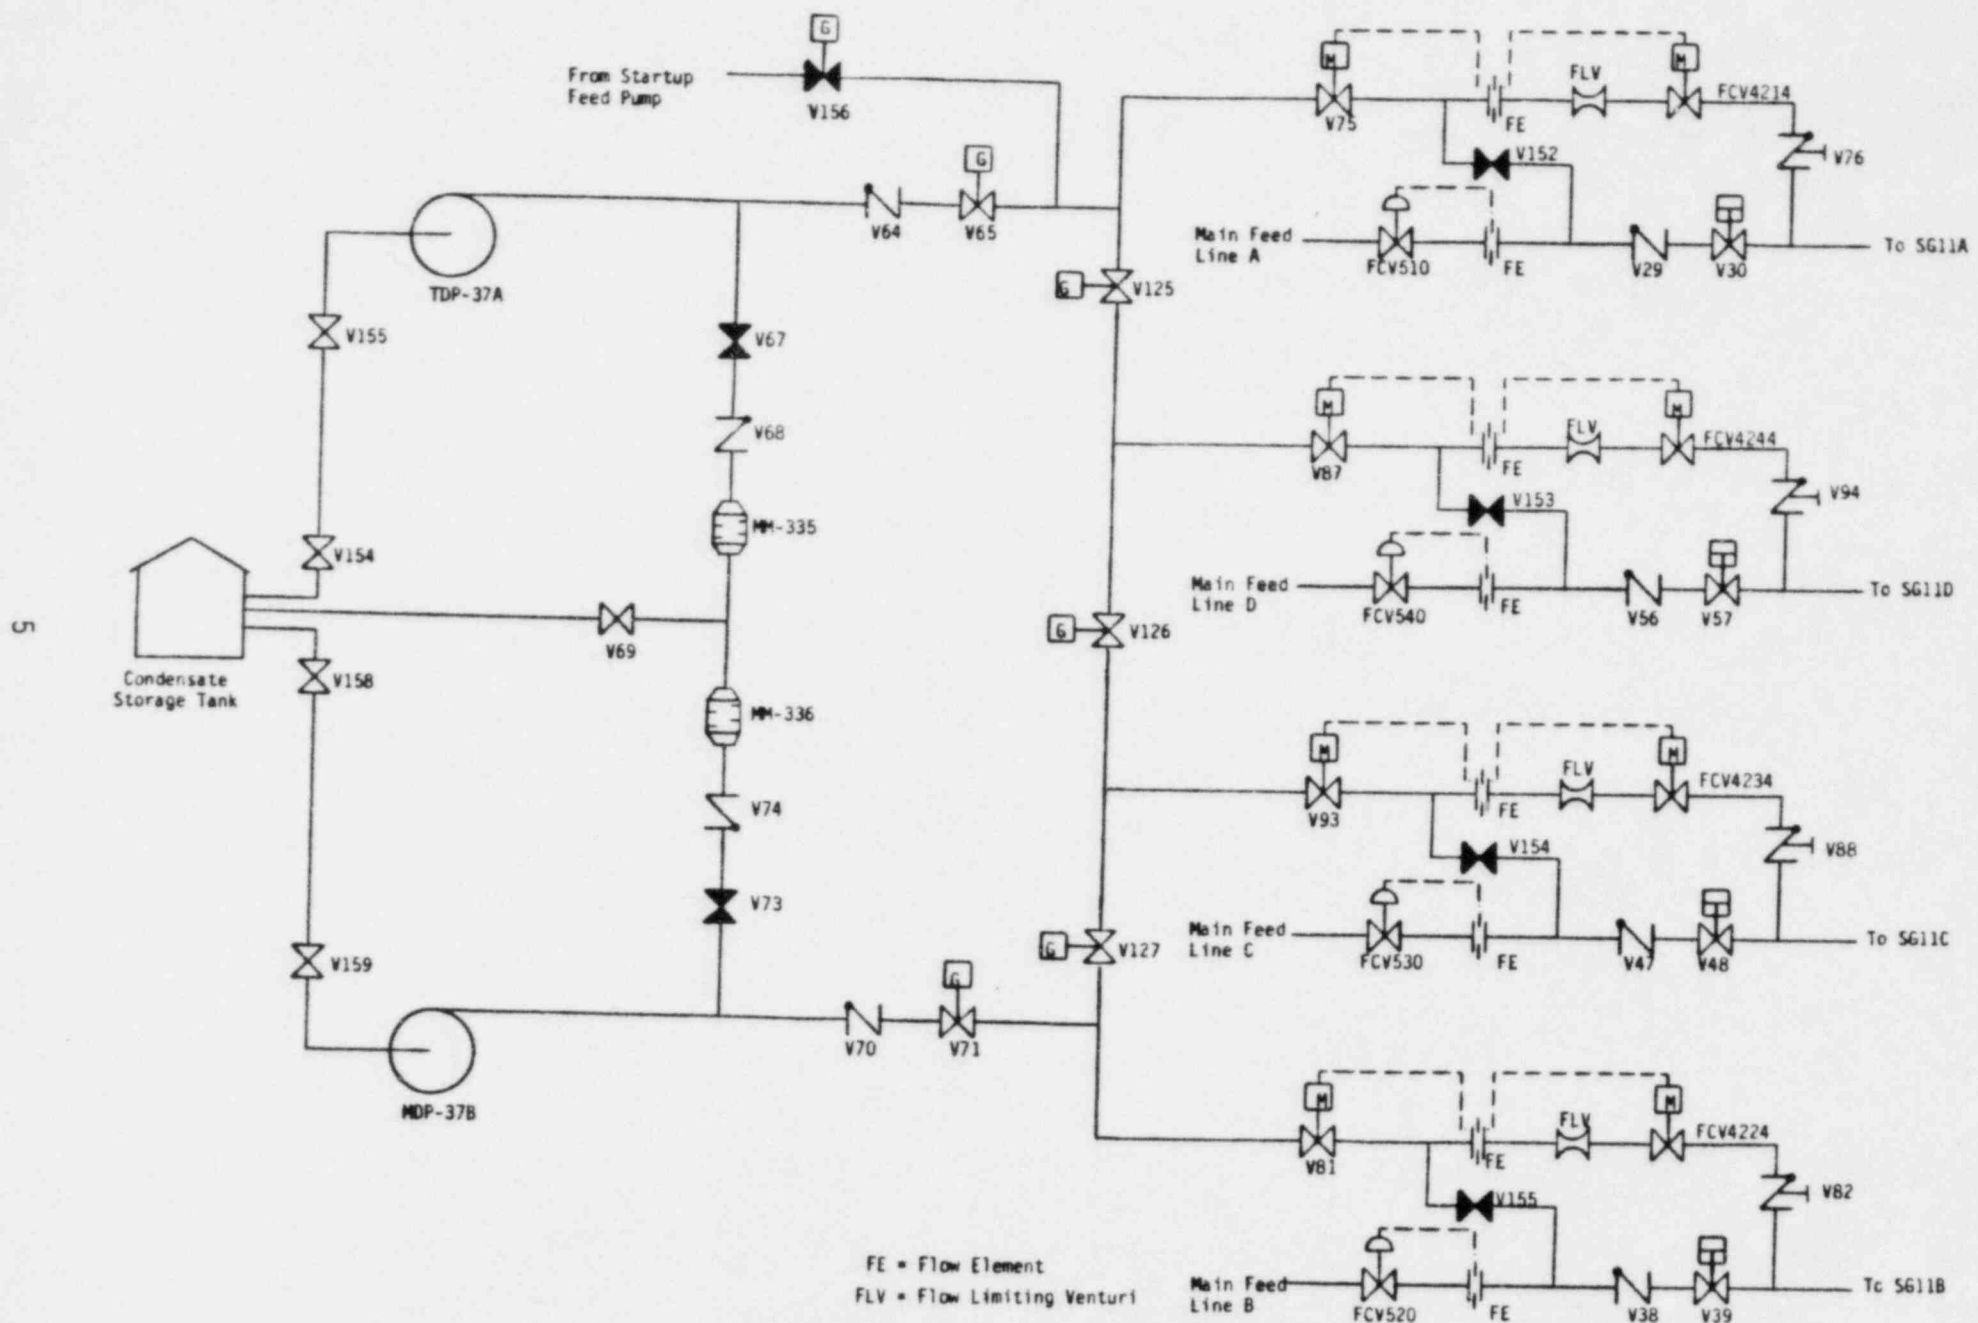 G
From Startup
Feed Pump
V156
M
M
FLV
FCV4214
V75
FE
V152
V76
G
V64
V65
Main Feed
Line A
FCV510
FE
V29
V30
To SG11A
TDP-37A
G
V125
V155
V67
M
M
FLV
FCV4244
V68
V87
FE
V153
V94
MM-335
V154
Main Feed
Line D
FCV540
FE
V56
V57
To SG11D
5
G
V126
V69
V158
Condensate
Storage Tank
MM-336
M
M
FLV
FCV4234
V93
FE
V74
V154
V88
V73
Main Feed
Line C
FCV530
FE
V47
V48
To SG11C
V159
G
V127
G
V70
V71
MDP-37B
M
M
FLV
FCV4224
V81
FE
V155
V82
FE = Flow Element
FLV = Flow Limiting Venturi
Main Feed
Line B
FCV520
FE
V38
V39
To SG11B